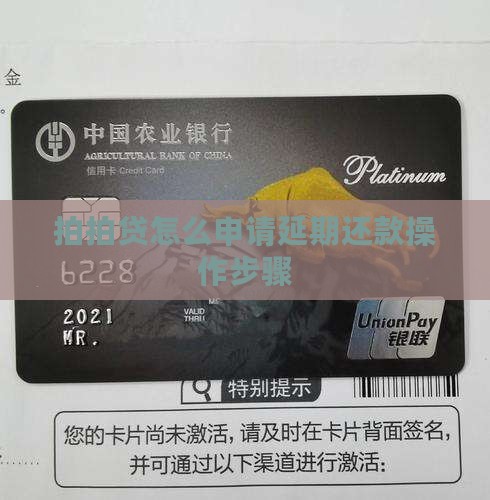 金
中国农业银行
AGRICULTURAL BANK OF CHINA
信用卡 Credit Card
Platinum
拍拍贷怎么申请延期还款操
作步骤
6228
2021
VALID
THRU
MR.
UnionPay
银联
特别提示
您的卡片尚未激活，请及时在卡片背面签名，
并可通过以下渠道进行激活：